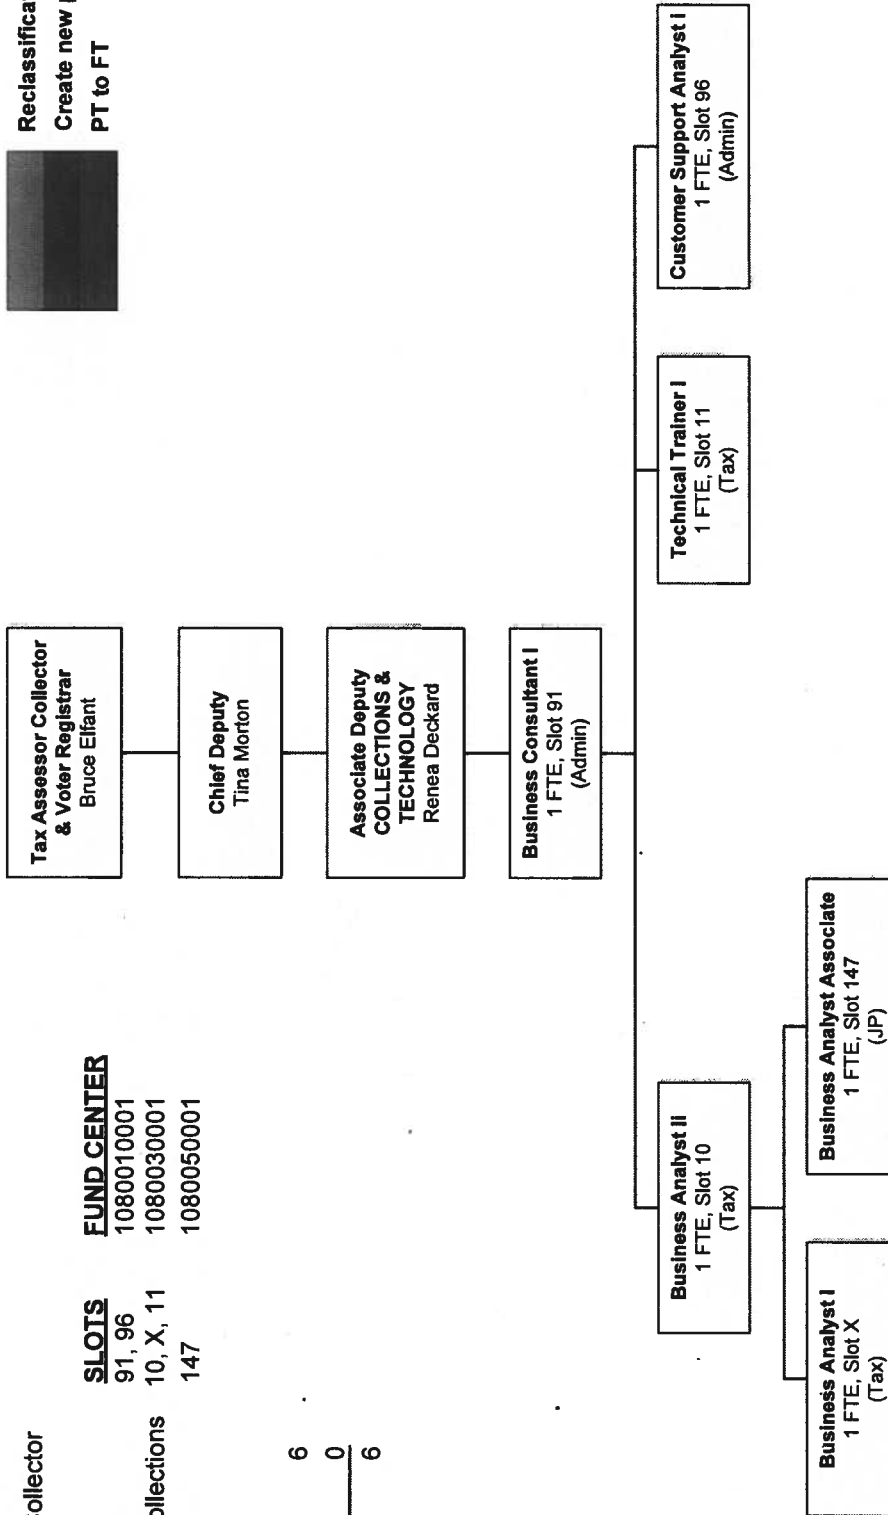 Reclassifica
Create new
PT to FT
ollector
SLOTS FUND CENTER
91, 96 1080010001
10, X, 11 1080030001
147 1080050001
ollections
6
0
6
Tax Assessor Collector
& Voter Registrar
Bruce Elfant
Chief Deputy
Tina Morton
Associate Deputy
COLLECTIONS &
TECHNOLOGY
Renea Deckard
Business Consultant I
1 FTE, Slot 91
(Admin)
Business Analyst II
1 FTE, Slot 10
(Tax)
Technical Trainer I
1 FTE, Slot 11
(Tax)
Customer Support Analyst I
1 FTE, Slot 96
(Admin)
Business Analyst I
1 FTE, Slot X
(Tax)
Business Analyst Associate
1 FTE, Slot 147
(JP)